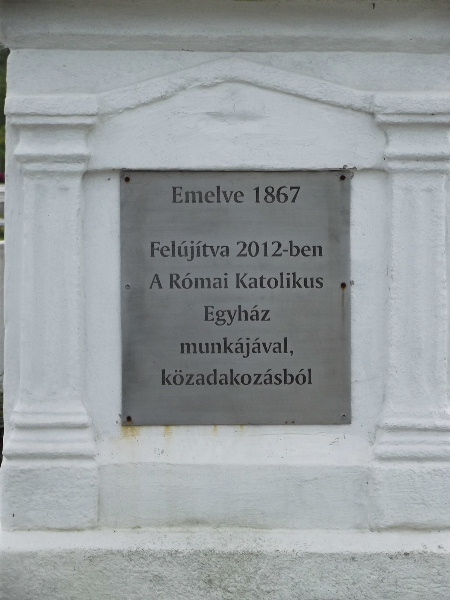 Emelve 1867
Felújítva 2012-ben
A Római Katolikus
Egyház
munkájával,
közadakozásból